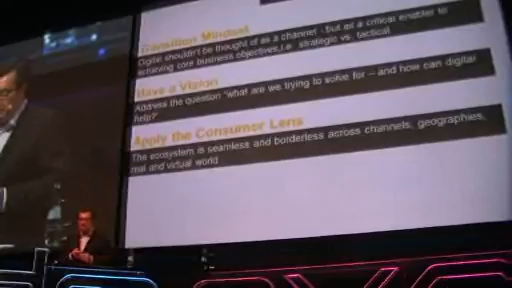 Transition Mindset
Digital shouldn't be thought of as a channel - but as a critical enabler to
achieving core business objectives,i.e. strategic vs. tactical
Have a Vision
Address the question "what are we trying to solve for – and how can digital
help?"
Apply the Consumer Lens
The ecosystem is seamless and borderless across channels, geographies,
real and virtual world